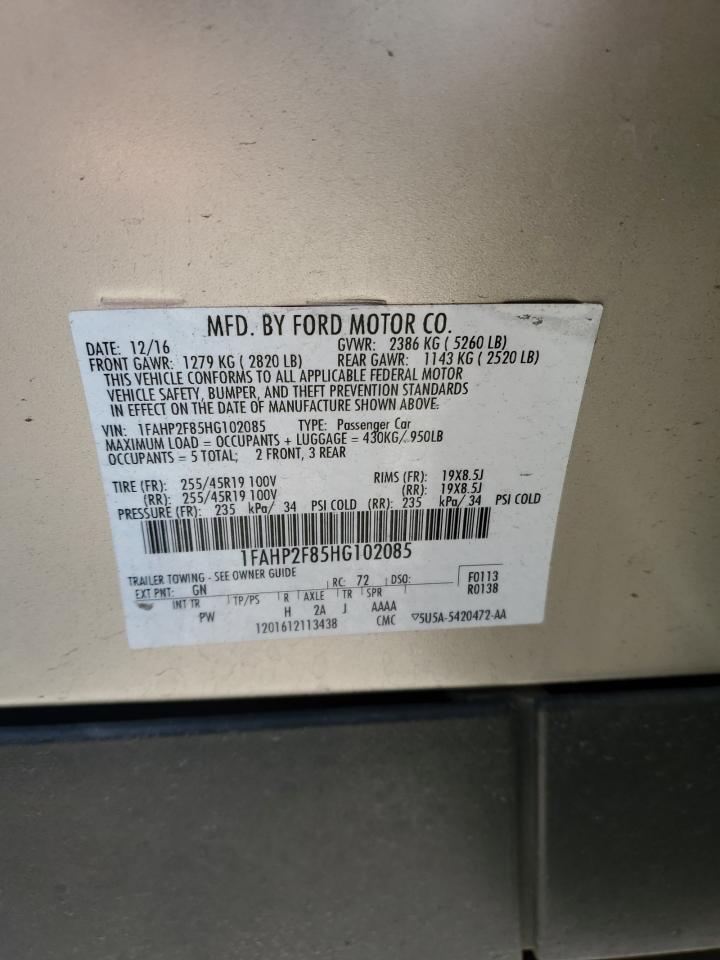 MFD. BY FORD MOTOR CO.
DATE: 12/16 GVWR: 2386 KG ( 5260 LB)
FRONT GAWR: 1279 KG ( 2820 LB) REAR GAWR: 1143 KG ( 2520 LB)
THIS VEHICLE CONFORMS TO ALL APPLICABLE FEDERAL MOTOR
VEHICLE SAFETY, BUMPER, AND THEFT PREVENTION STANDARDS
IN EFFECT ON THE DATE OF MANUFACTURE SHOWN ABOVE.
VIN: 1FAHP2F85HG102085 TYPE: Passenger Car
MAXIMUM LOAD = OCCUPANTS + LUGGAGE = 430KG/ 950LB
OCCUPANTS = 5 TOTAL; 2 FRONT, 3 REAR
TIRE (FR): 255/45R19 100V RIMS (FR): 19X8.5J
(RR): 255/45R19 100V (RR): 19X8.5J
PRESSURE (FR): 235 kPa/ 34 PSI COLD (RR): 235 kPa/ 34 PSI COLD
1FAHP2F85HG102085
TRAILER TOWING - SEE OWNER GUIDE
EXT PNT: GN RC: 72 DSO: F0113
R0138
INT TR TP/PS R AXLE TR SPR
PW H 2A J AAAA
1201612113438 CMC ▽5U5A-5420472-AA